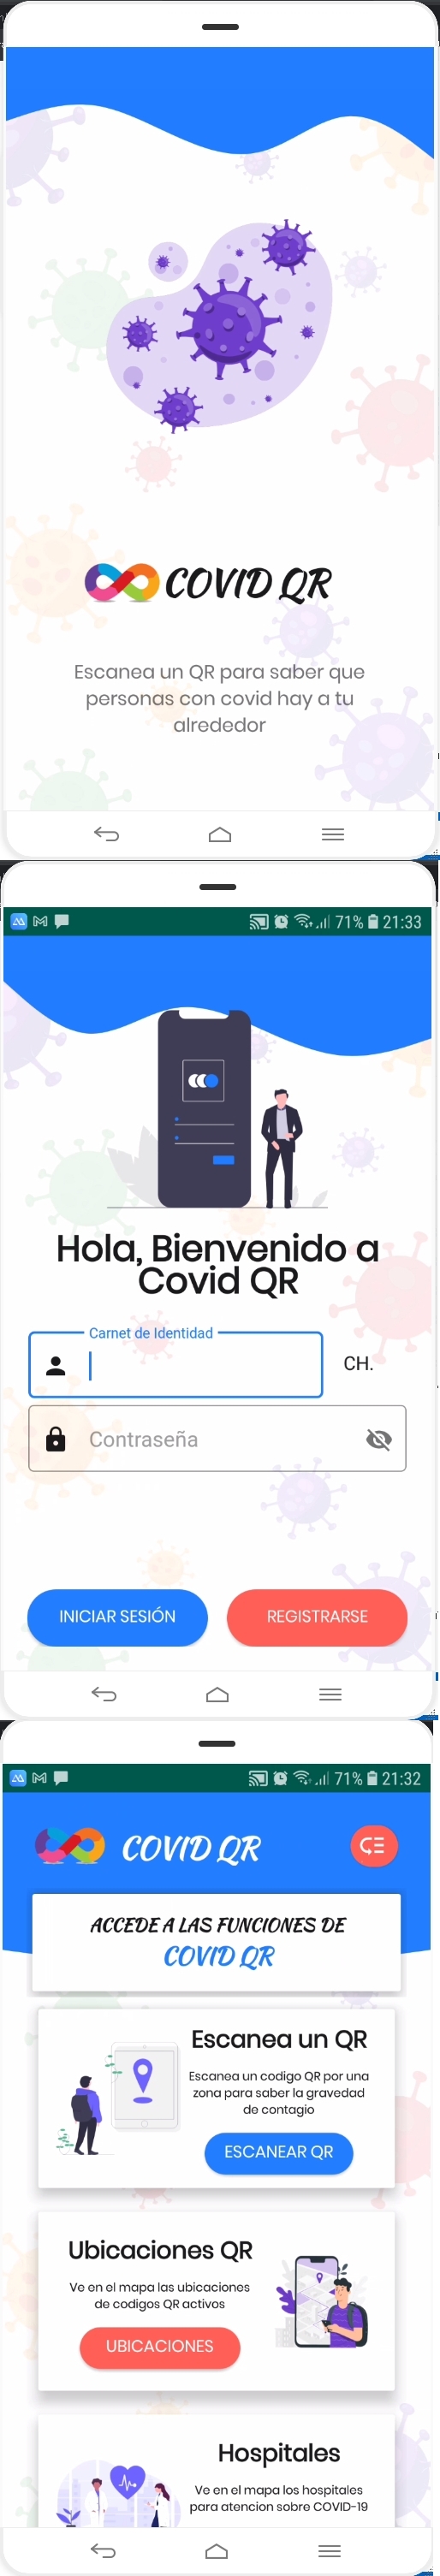 COVID QR
Escanea un QR para saber que
personas con covid hay a tu
alrededor
71% 21:33
Hola, Bienvenido a
Covid QR
Carnet de Identidad
CH.
Contraseña
INICIAR SESIÓN
REGISTRARSE
71% 21:32
COVID QR
ACCEDE A LAS FUNCIONES DE
COVID QR
Escanea un QR
Escanea un codigo QR por una
zona para saber la gravedad
de contagio
ESCANEAR QR
Ubicaciones QR
Ve en el mapa las ubicaciones
de codigos QR activos
UBICACIONES
Hospitales
Ve en el mapa los hospitales
para atencion sobre COVID-19